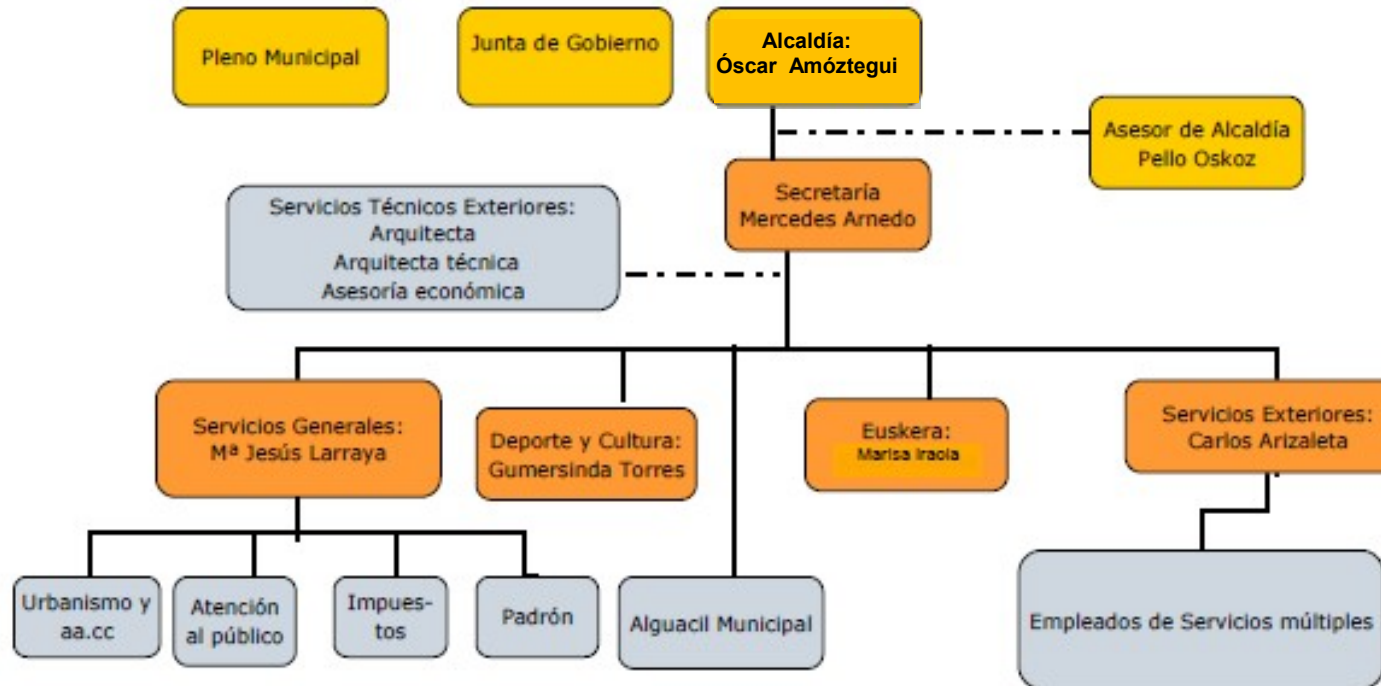 Pleno Municipal
Junta de Gobierno
Alcaldía:
Óscar Amóztegui
Asesor de Alcaldía
Pello Oskoz
Secretaría
Mercedes Arnedo
Servicios Técnicos Exteriores:
Arquitecta
Arquitecta técnica
Asesoría económica
Servicios Generales:
Mª Jesús Larraya
Deporte y Cultura:
Gumersinda Torres
Euskera:
Marisa Iraola
Servicios Exteriores:
Carlos Arizaleta
Urbanismo y
aa.cc
Atención
al público
Impues-
tos
Padrón
Alguacil Municipal
Empleados de Servicios múltiples